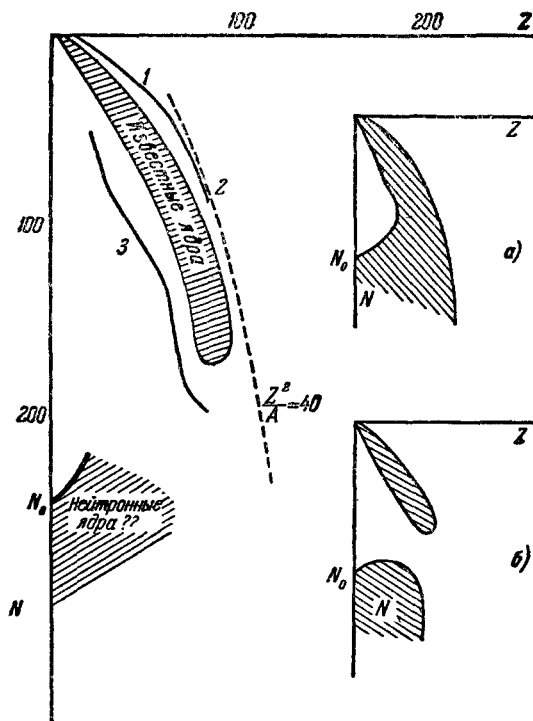 100
200
Z
1
Известные ядра
2
3
100
Z²/A=40
200
N₀
Нейтронные
ядра ??
N
Z
N₀
N
а)
Z
N₀
N
б)